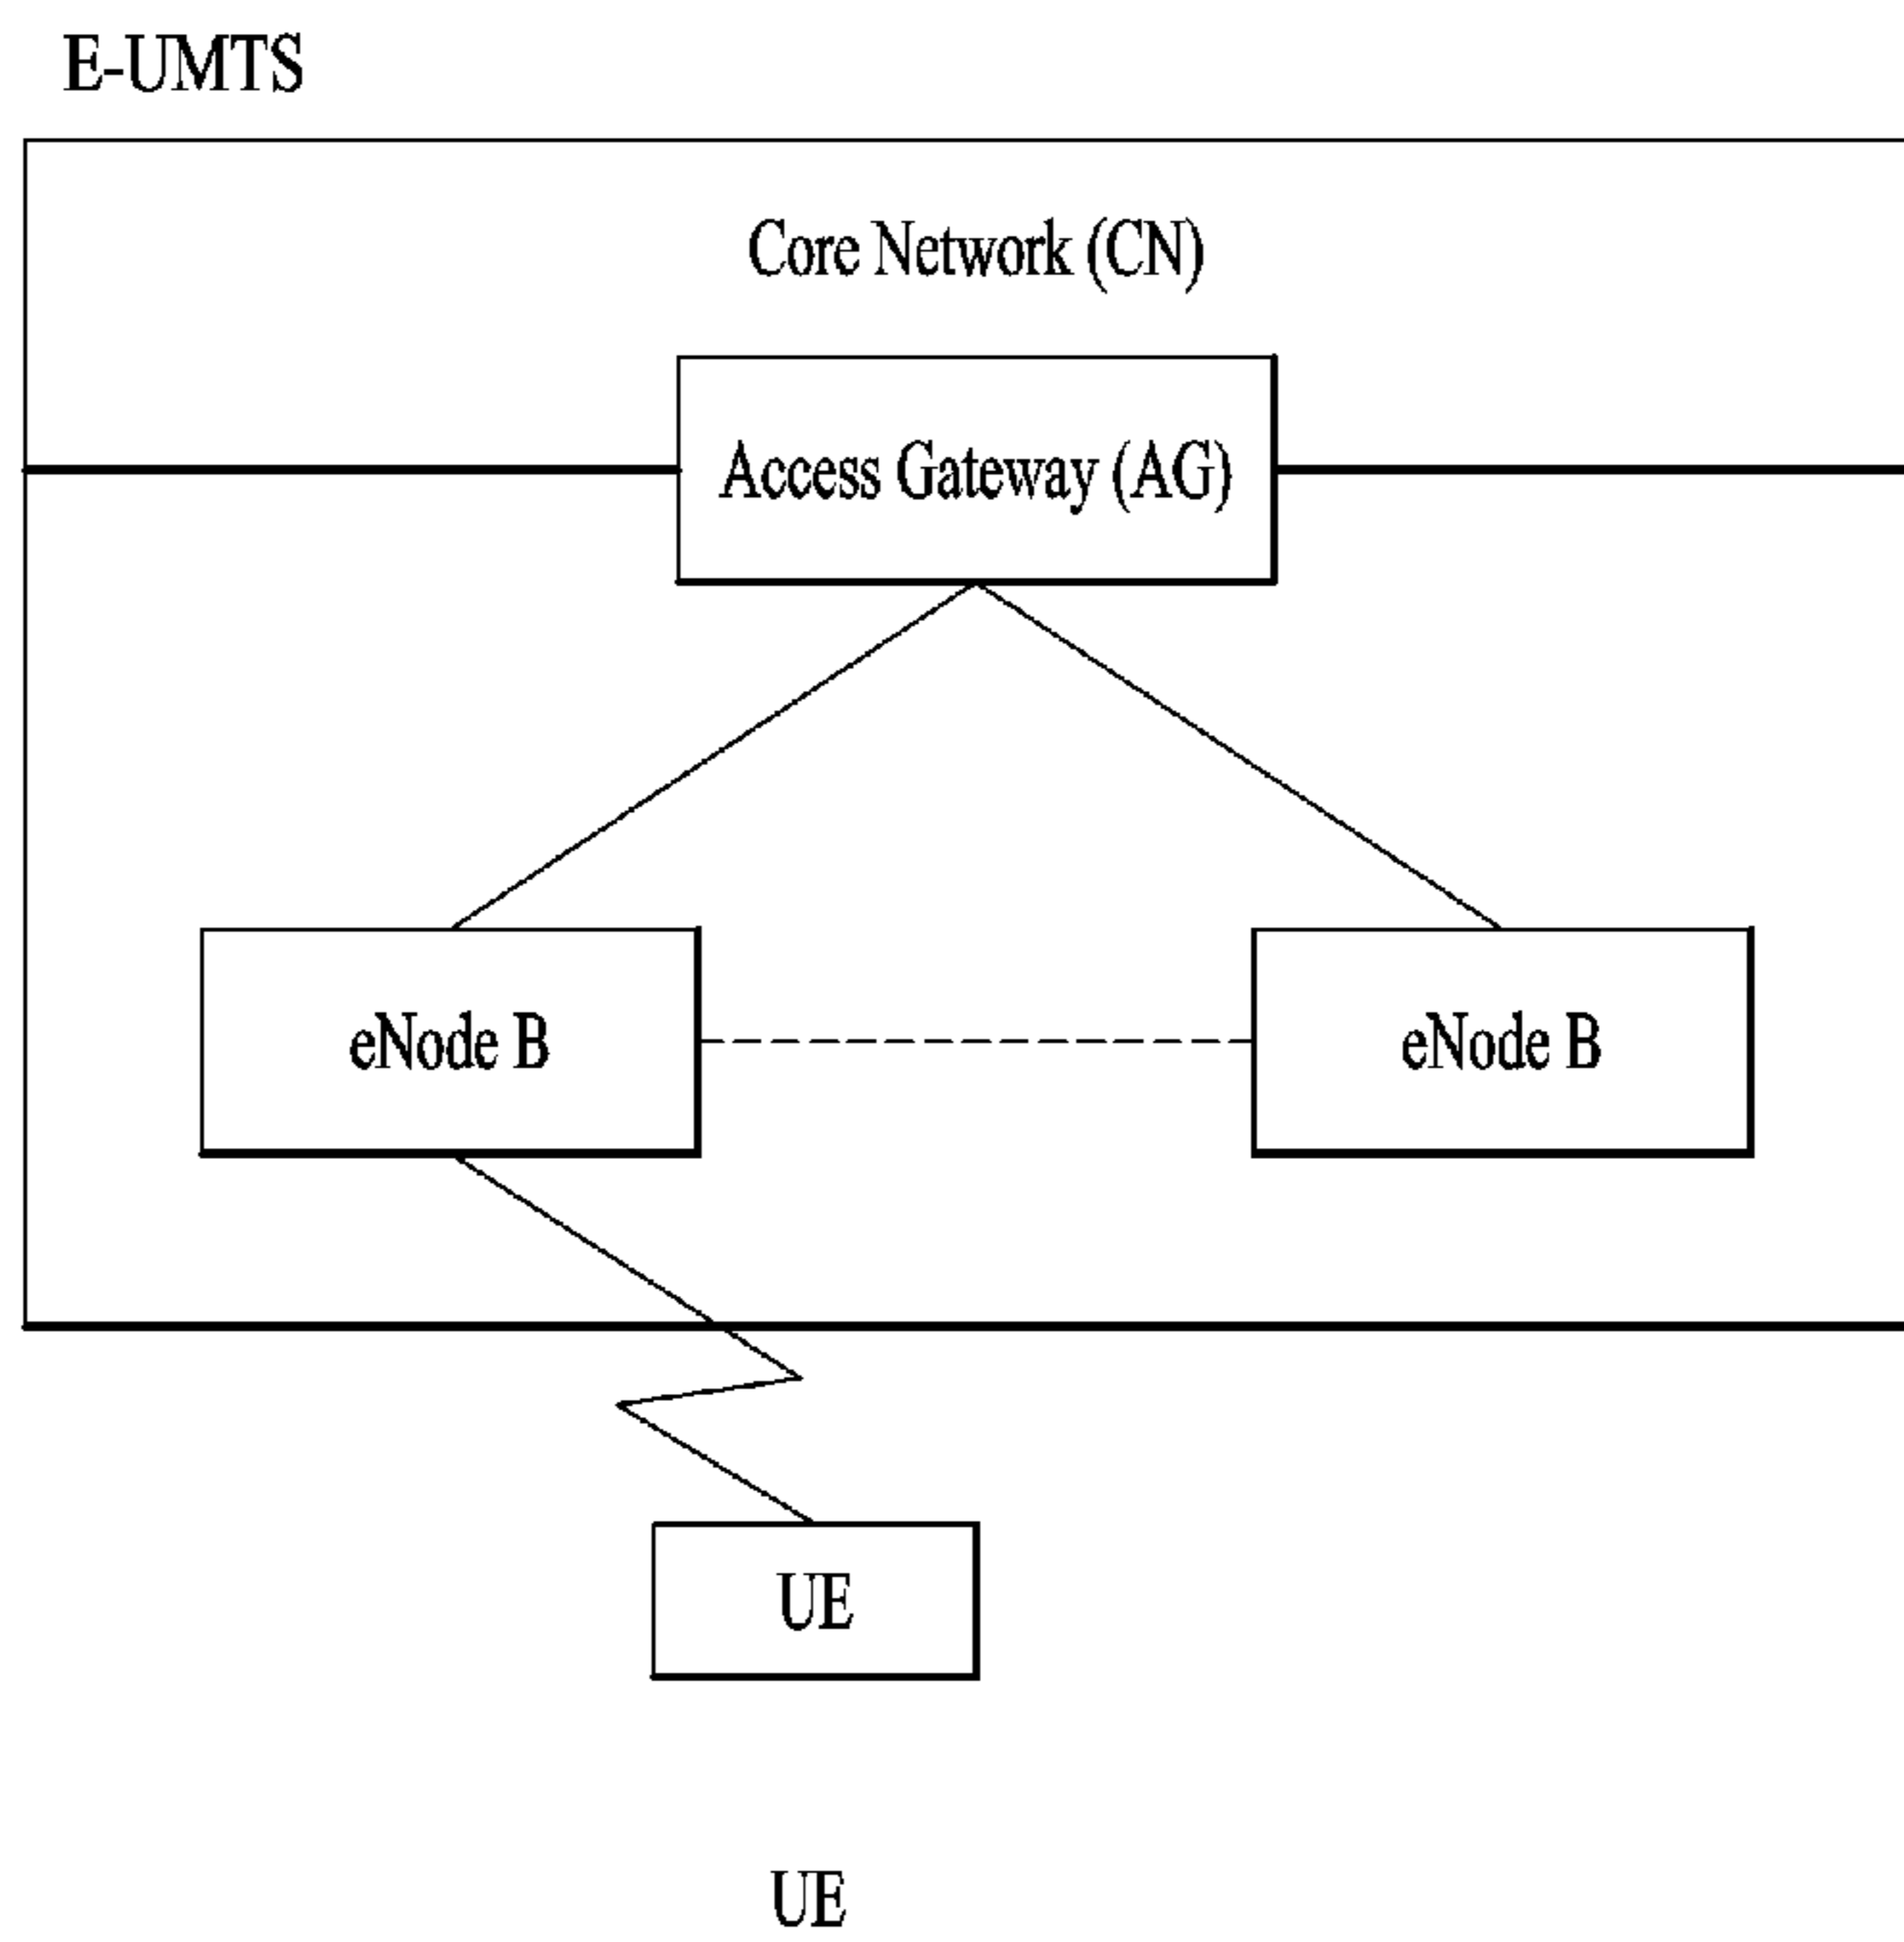 E-UMTS
Core Network (CN)
Access Gateway (AG)
eNode B
eNode B
UE
UE